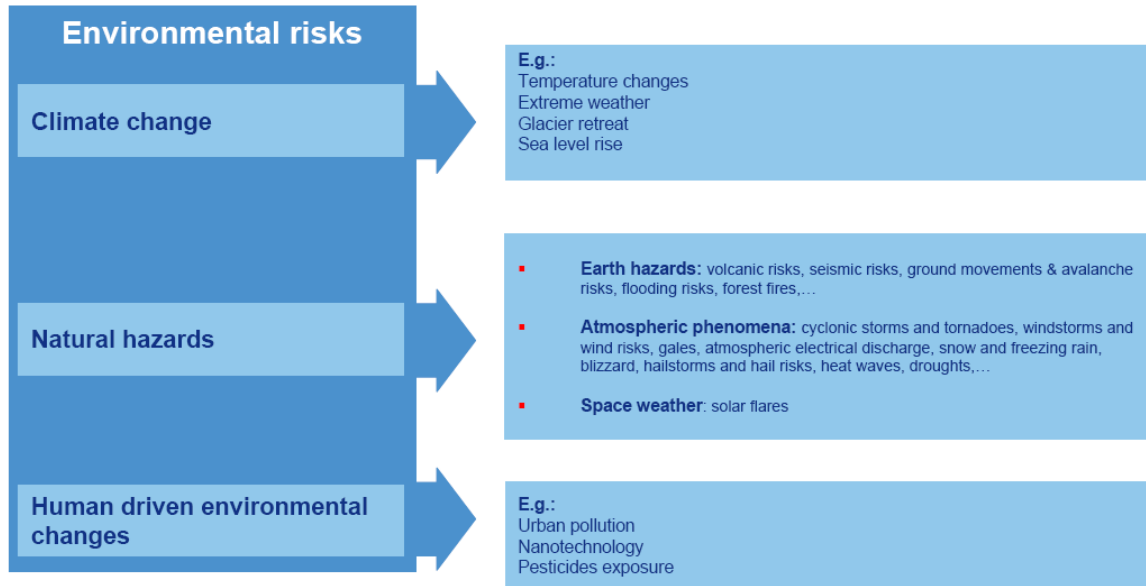 Environmental risks
Climate change
E.g.:
Temperature changes
Extreme weather
Glacier retreat
Sea level rise
Natural hazards
▪ Earth hazards: volcanic risks, seismic risks, ground movements & avalanche
risks, flooding risks, forest fires,…
▪ Atmospheric phenomena: cyclonic storms and tornadoes, windstorms and
wind risks, gales, atmospheric electrical discharge, snow and freezing rain,
blizzard, hailstorms and hail risks, heat waves, droughts,…
▪ Space weather: solar flares
Human driven environmental
changes
E.g.:
Urban pollution
Nanotechnology
Pesticides exposure